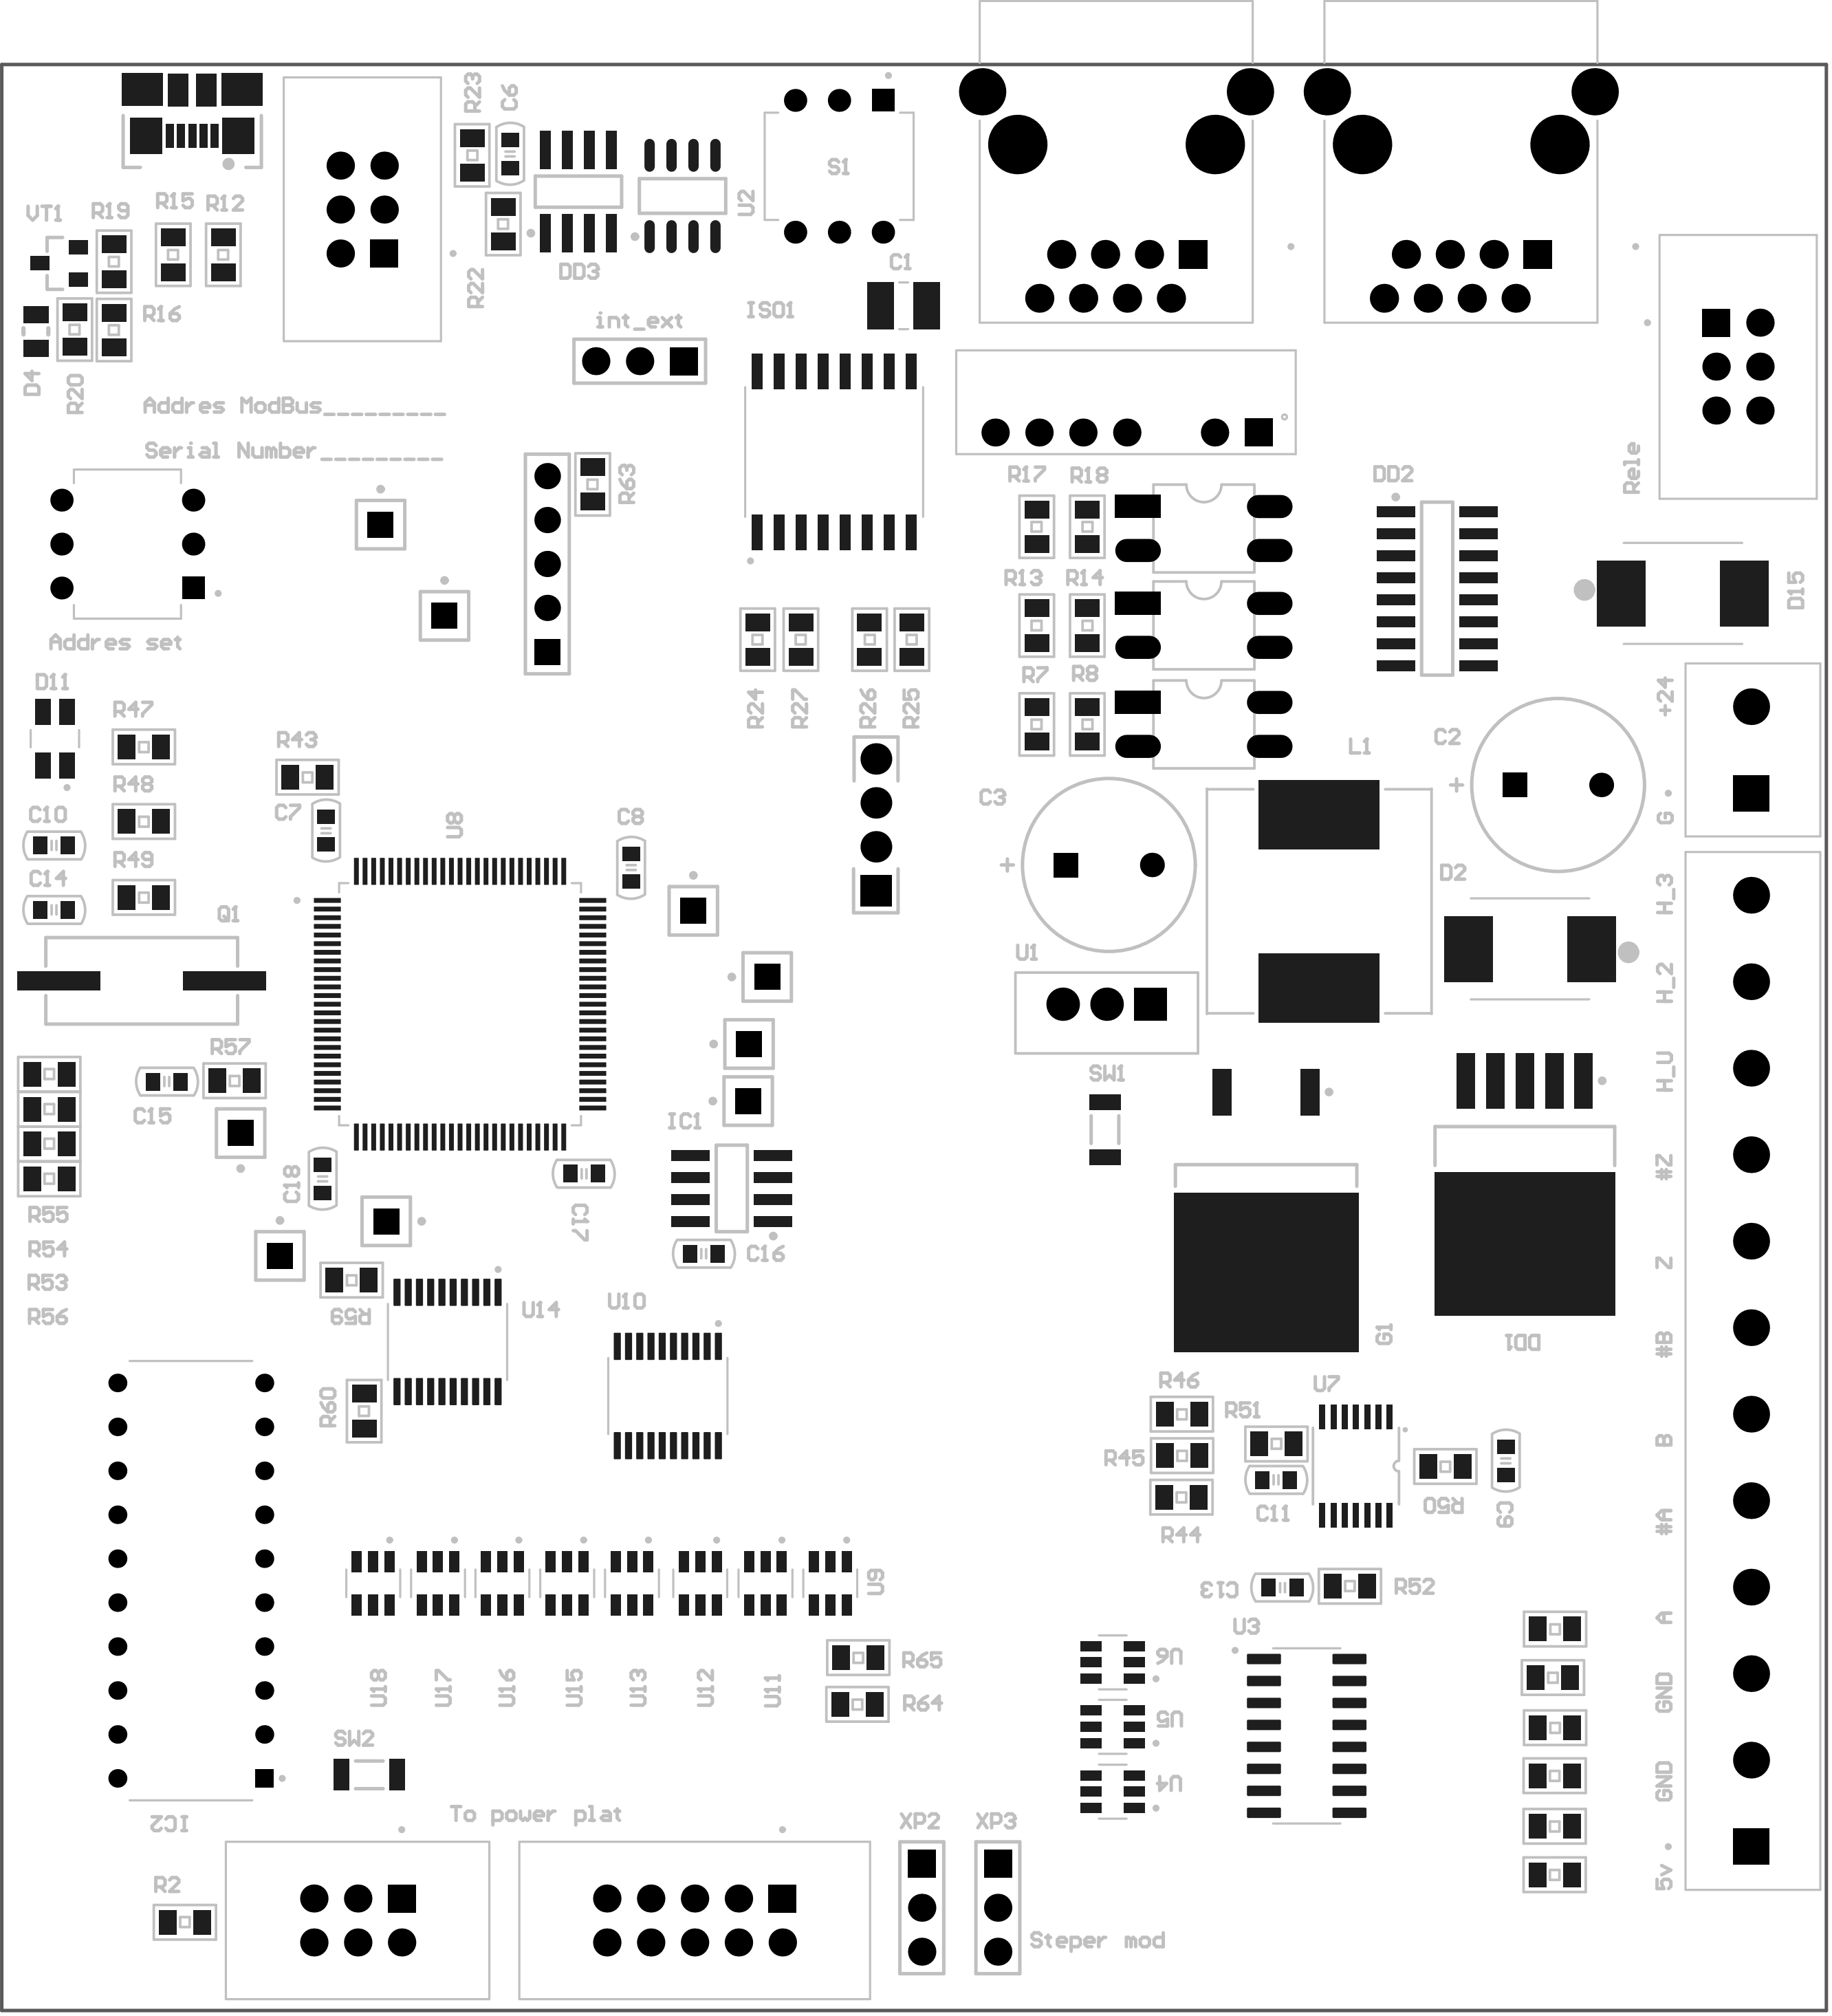 R23
C6
S1
R15
R12
VT1
R19
U2
R22
DD3
C1
R16
ISO1
int_ext
D4
R20
Addres ModBus_________
Serial Number_________
R63
R17
R18
DD2
Rele
R13
R14
D15
Addres set
D11
R7
R8
R24
R27
R26
R25
+24
R47
R43
L1
C2
+
R48
C10
C7
U8
C8
C3
G
R49
C14
+
D2
H_3
Q1
U1
H_2
R57
SW1
H_U
C15
IC1
C18
#Z
R55
C17
R54
C16
Z
R53
R56
R59
U14
U10
G1
DD1
#B
R60
R46
U7
R51
R45
B
C11
R50
C9
#A
R44
U9
C13
R52
U3
A
U6
R65
U18
U17
U16
U15
U13
U12
U11
R64
GND
U5
SW2
U4
GND
To power plat
IC2
XP2
XP3
R2
5v
Steper mod